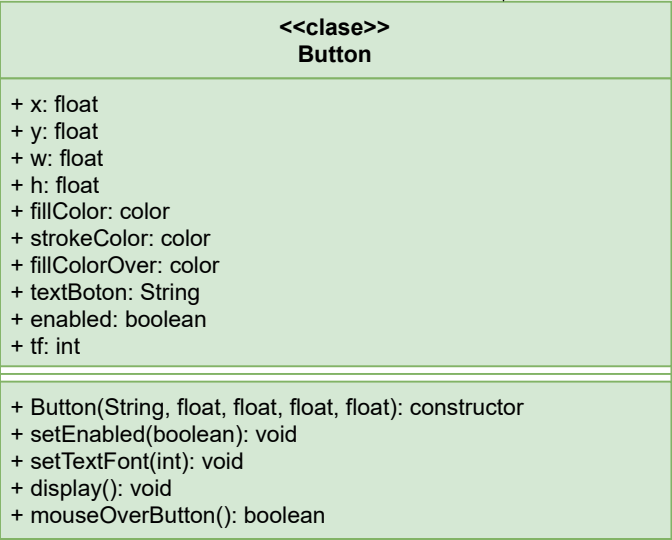 <<clase>>
Button
+ x: float
+ y: float
+ w: float
+ h: float
+ fillColor: color
+ strokeColor: color
+ fillColorOver: color
+ textBoton: String
+ enabled: boolean
+ tf: int
+ Button(String, float, float, float, float): constructor
+ setEnabled(boolean): void
+ setTextFont(int): void
+ display(): void
+ mouseOverButton(): boolean